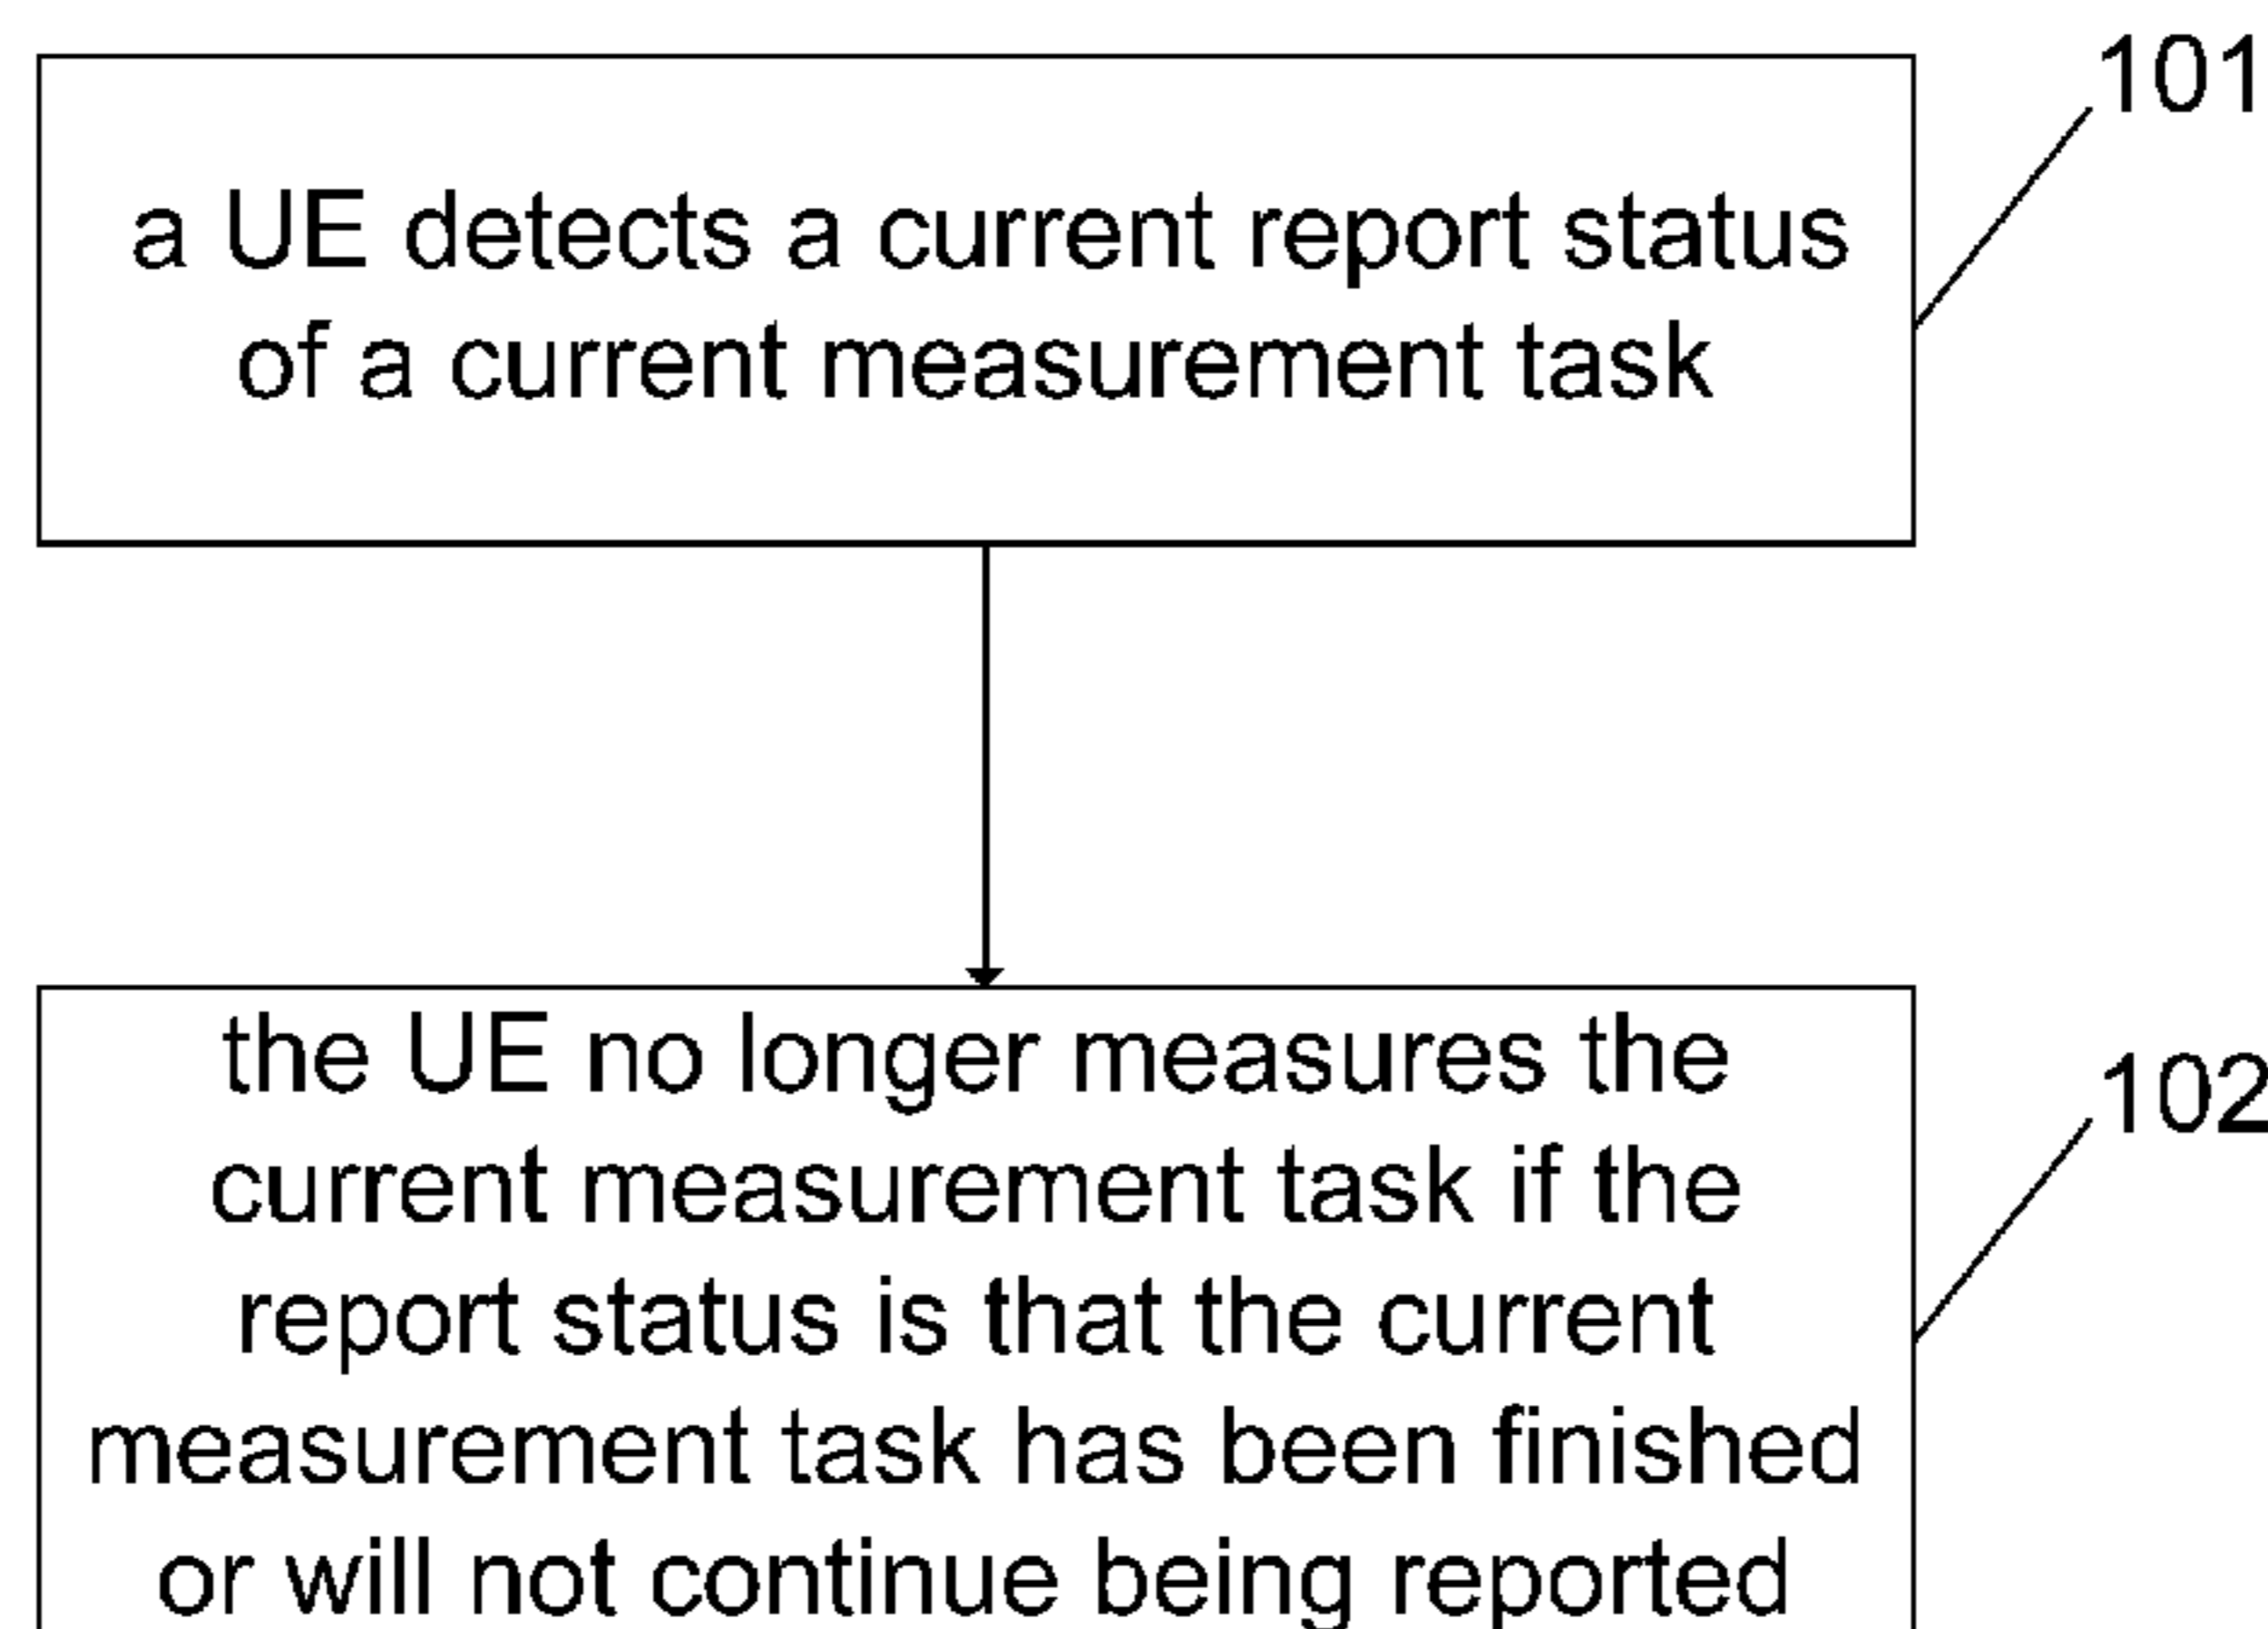 101
a UE detects a current report status
of a current measurement task
the UE no longer measures the
102
current measurement task if the
report status is that the current
measurement task has been finished
or will not continue being reported